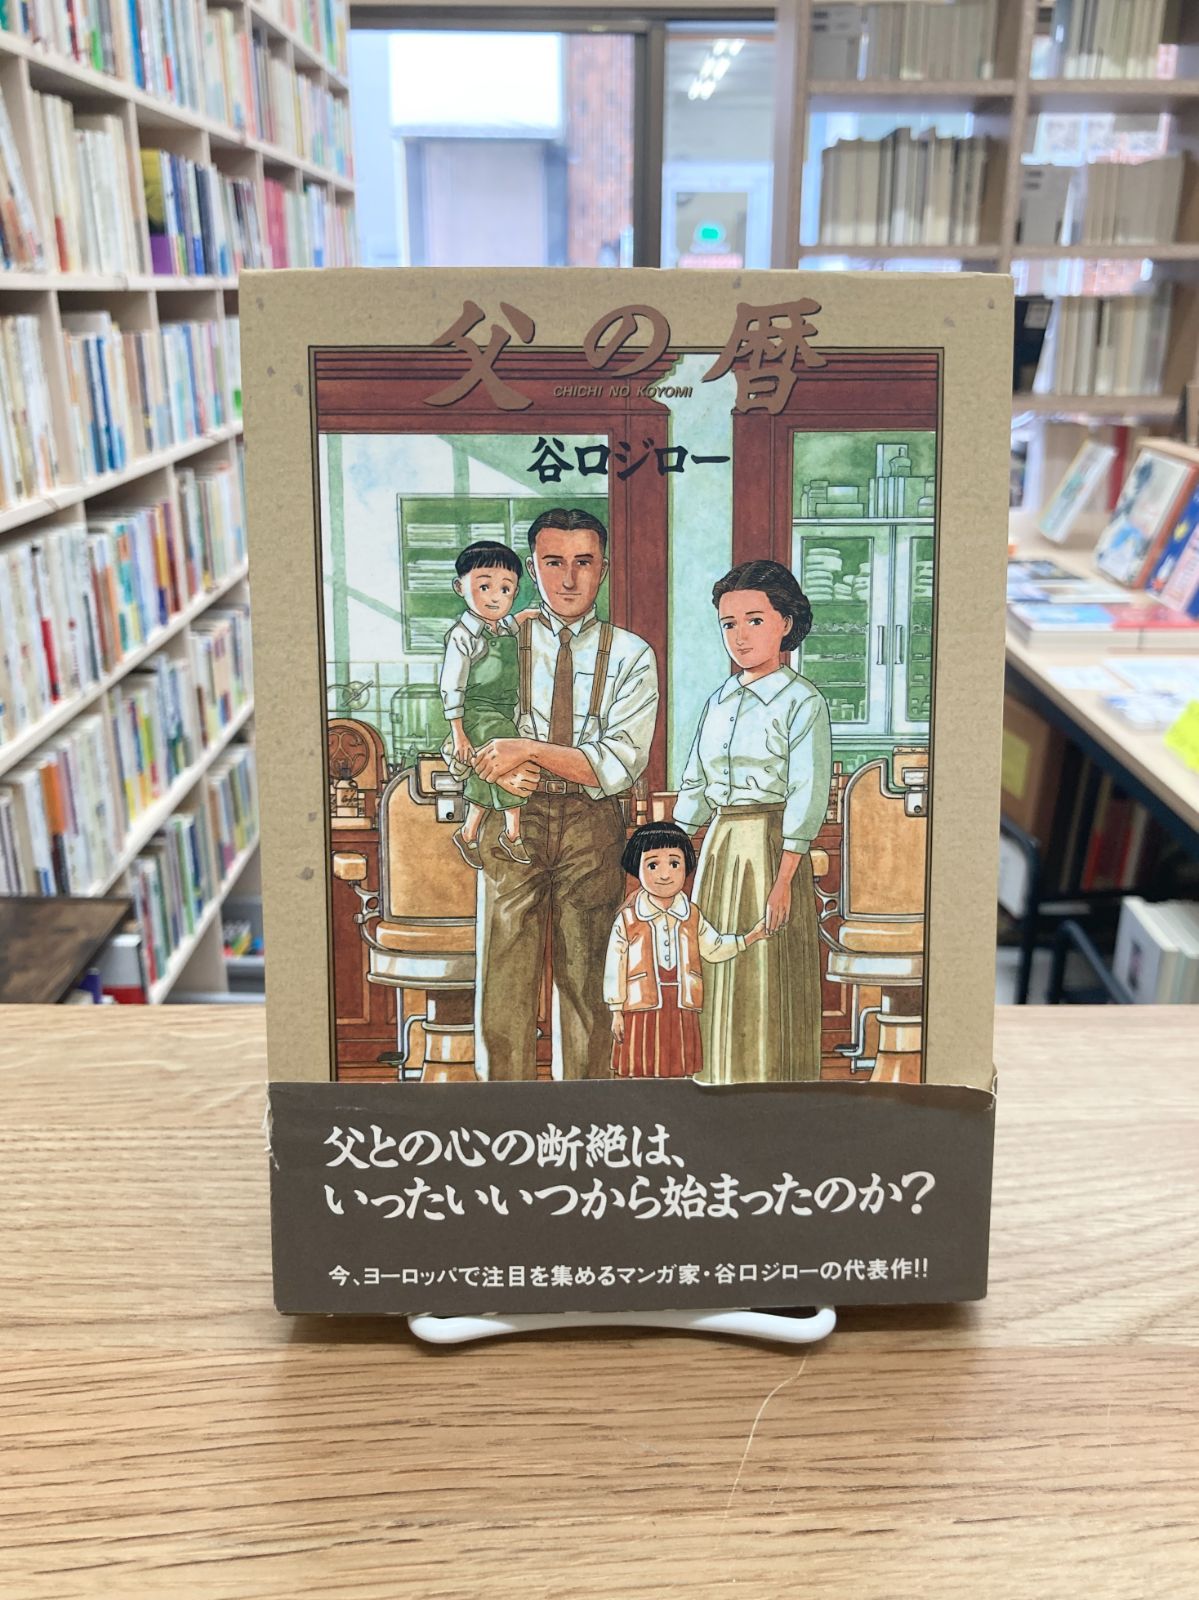 父の暦
CHICHI NO KOYOMI
谷口ジロー
父との心の断絶は、
いったいいつから始まったのか?
今、ヨーロッパで注目を集めるマンガ家・谷口ジローの代表作!!